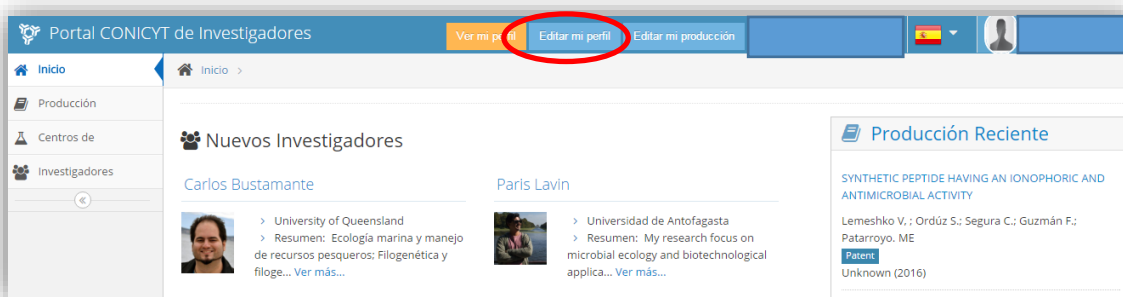 Portal CONICYT de Investigadores
Ver mi perfil
Editar mi perfil
Editar mi producción
Inicio
Inicio >
Producción
Centros de
Investigadores
Nuevos Investigadores
Carlos Bustamante
> University of Queensland
> Resumen: Ecología marina y manejo
de recursos pesqueros; Filogenética y
filoge... Ver más...
Paris Lavin
> Universidad de Antofagasta
> Resumen: My research focus on
microbial ecology and biotechnological
applica... Ver más...
Producción Reciente
SYNTHETIC PEPTIDE HAVING AN IONOPHORIC AND
ANTIMICROBIAL ACTIVITY
Lemeshko V, ; Ordúz S.; Segura C.; Guzmán F.;
Patarroyo. ME
Patent
Unknown (2016)